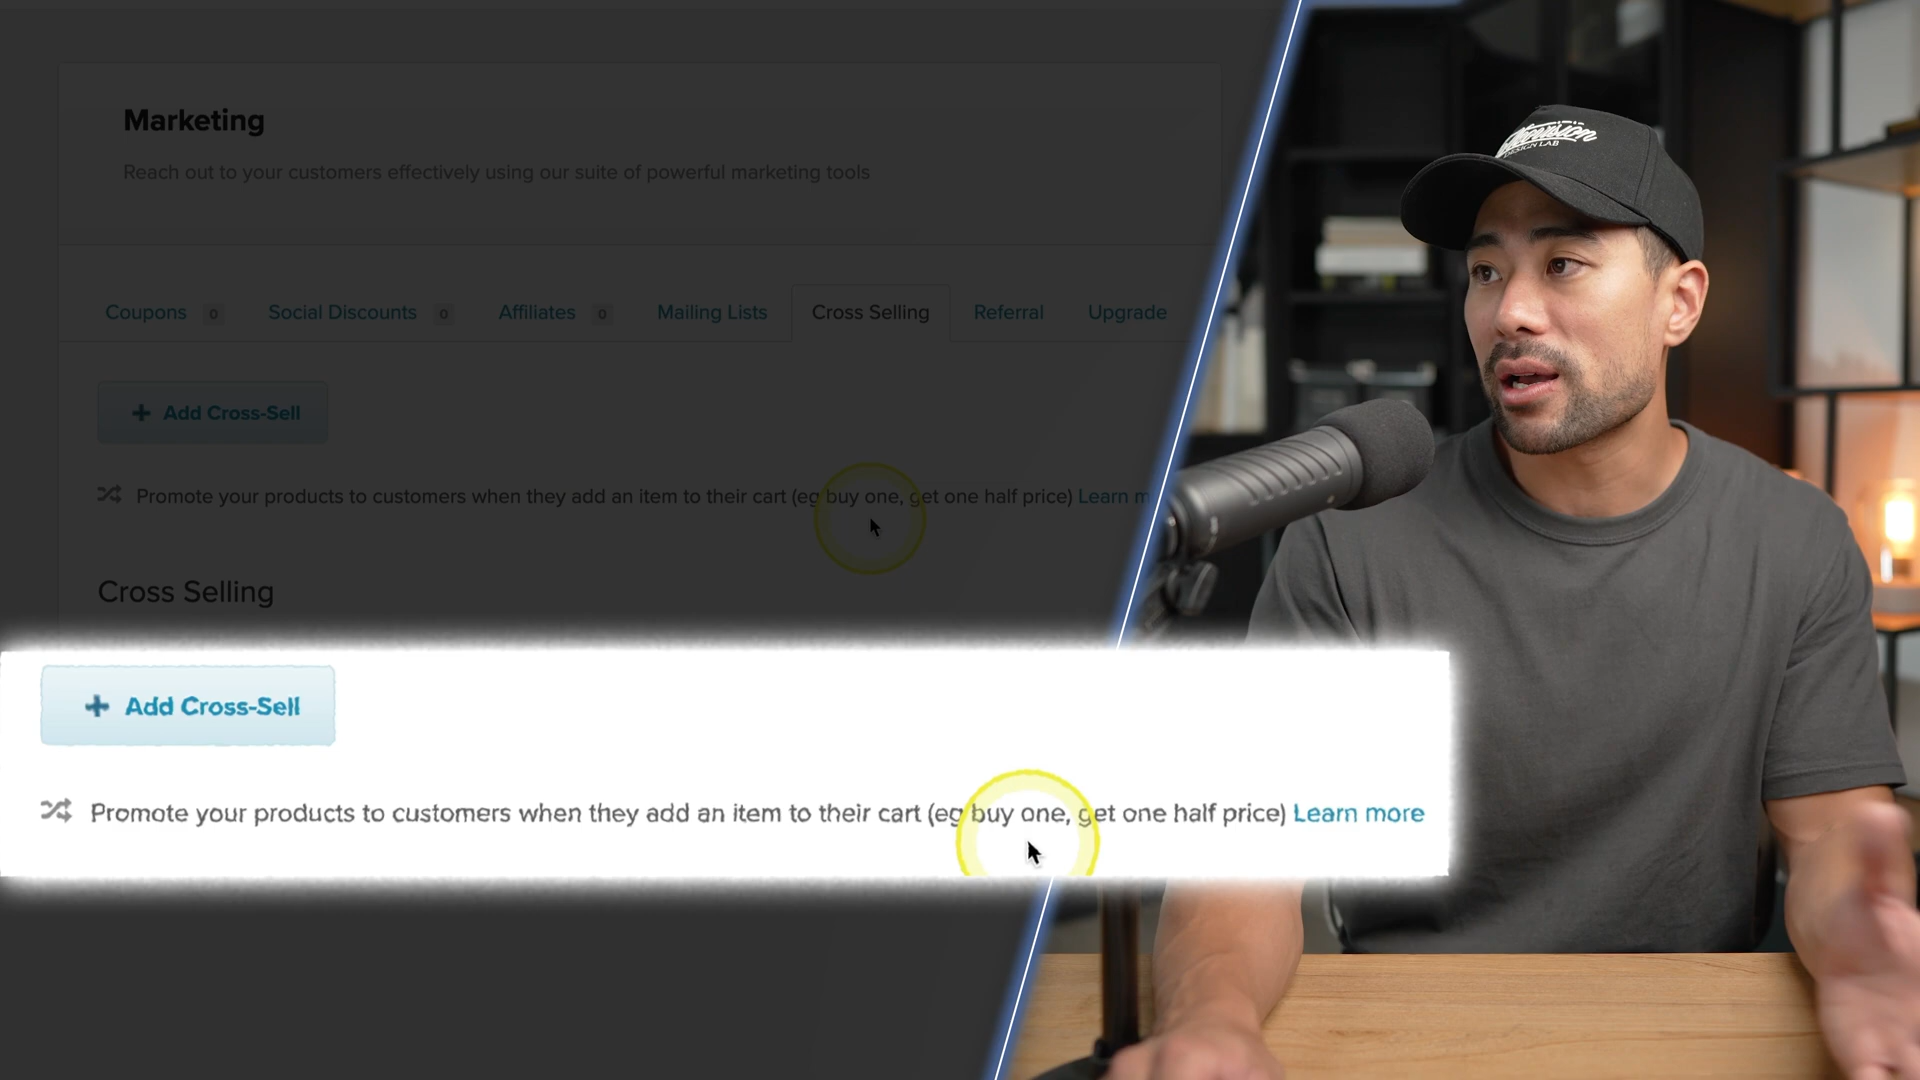 Marketing
Reach out to your customers effectively using our suite of powerful marketing tools
Coupons 0 Social Discounts 0 Affiliates 0 Mailing Lists Cross Selling Referral Upgrade
+ Add Cross-Sell
Promote your products to customers when they add an item to their cart (eg buy one, get one half price) Learn m
Cross Selling
+ Add Cross-Sell
Promote your products to customers when they add an item to their cart (eg buy one, get one half price) Learn more
DESIGN LAB